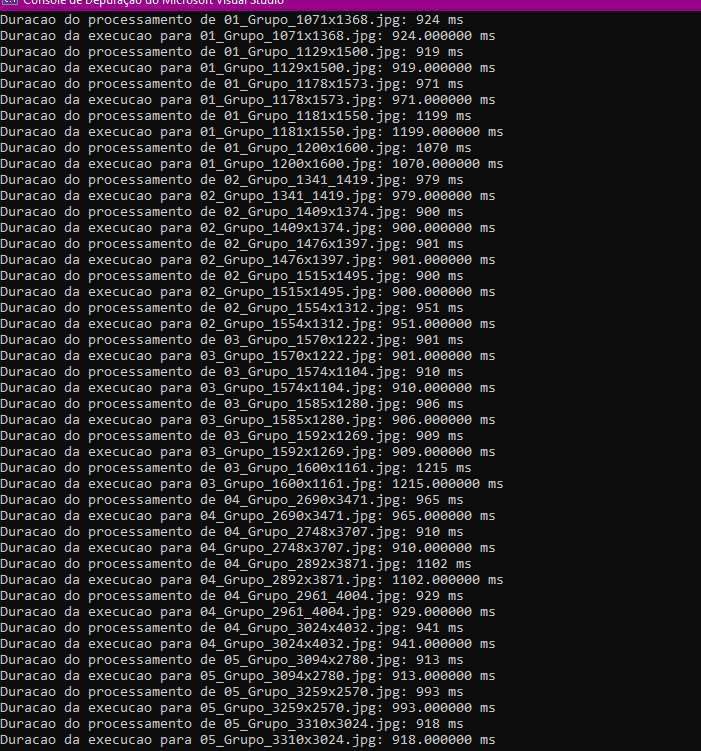 Console de Depuração do Microsoft Visual Studio
Duracao do processamento de 01_Grupo_1071x1368.jpg: 924 ms
Duracao da execucao para 01_Grupo_1071x1368.jpg: 924.000000 ms
Duracao do processamento de 01_Grupo_1129x1500.jpg: 919 ms
Duracao da execucao para 01_Grupo_1129x1500.jpg: 919.000000 ms
Duracao do processamento de 01_Grupo_1178x1573.jpg: 971 ms
Duracao da execucao para 01_Grupo_1178x1573.jpg: 971.000000 ms
Duracao do processamento de 01_Grupo_1181x1550.jpg: 1199 ms
Duracao da execucao para 01_Grupo_1181x1550.jpg: 1199.000000 ms
Duracao do processamento de 01_Grupo_1200x1600.jpg: 1070 ms
Duracao da execucao para 01_Grupo_1200x1600.jpg: 1070.000000 ms
Duracao do processamento de 02_Grupo_1341_1419.jpg: 979 ms
Duracao da execucao para 02_Grupo_1341_1419.jpg: 979.000000 ms
Duracao do processamento de 02_Grupo_1409x1374.jpg: 900 ms
Duracao da execucao para 02_Grupo_1409x1374.jpg: 900.000000 ms
Duracao do processamento de 02_Grupo_1476x1397.jpg: 901 ms
Duracao da execucao para 02_Grupo_1476x1397.jpg: 901.000000 ms
Duracao do processamento de 02_Grupo_1515x1495.jpg: 900 ms
Duracao da execucao para 02_Grupo_1515x1495.jpg: 900.000000 ms
Duracao do processamento de 02_Grupo_1554x1312.jpg: 951 ms
Duracao da execucao para 02_Grupo_1554x1312.jpg: 951.000000 ms
Duracao do processamento de 03_Grupo_1570x1222.jpg: 901 ms
Duracao da execucao para 03_Grupo_1570x1222.jpg: 901.000000 ms
Duracao do processamento de 03_Grupo_1574x1104.jpg: 910 ms
Duracao da execucao para 03_Grupo_1574x1104.jpg: 910.000000 ms
Duracao do processamento de 03_Grupo_1585x1280.jpg: 906 ms
Duracao da execucao para 03_Grupo_1585x1280.jpg: 906.000000 ms
Duracao do processamento de 03_Grupo_1592x1269.jpg: 909 ms
Duracao da execucao para 03_Grupo_1592x1269.jpg: 909.000000 ms
Duracao do processamento de 03_Grupo_1600x1161.jpg: 1215 ms
Duracao da execucao para 03_Grupo_1600x1161.jpg: 1215.000000 ms
Duracao do processamento de 04_Grupo_2690x3471.jpg: 965 ms
Duracao da execucao para 04_Grupo_2690x3471.jpg: 965.000000 ms
Duracao do processamento de 04_Grupo_2748x3707.jpg: 910 ms
Duracao da execucao para 04_Grupo_2748x3707.jpg: 910.000000 ms
Duracao do processamento de 04_Grupo_2892x3871.jpg: 1102 ms
Duracao da execucao para 04_Grupo_2892x3871.jpg: 1102.000000 ms
Duracao do processamento de 04_Grupo_2961_4004.jpg: 929 ms
Duracao da execucao para 04_Grupo_2961_4004.jpg: 929.000000 ms
Duracao do processamento de 04_Grupo_3024x4032.jpg: 941 ms
Duracao da execucao para 04_Grupo_3024x4032.jpg: 941.000000 ms
Duracao do processamento de 05_Grupo_3094x2780.jpg: 913 ms
Duracao da execucao para 05_Grupo_3094x2780.jpg: 913.000000 ms
Duracao do processamento de 05_Grupo_3259x2570.jpg: 993 ms
Duracao da execucao para 05_Grupo_3259x2570.jpg: 993.000000 ms
Duracao do processamento de 05_Grupo_3310x3024.jpg: 918 ms
Duracao da execucao para 05_Grupo_3310x3024.jpg: 918.000000 ms